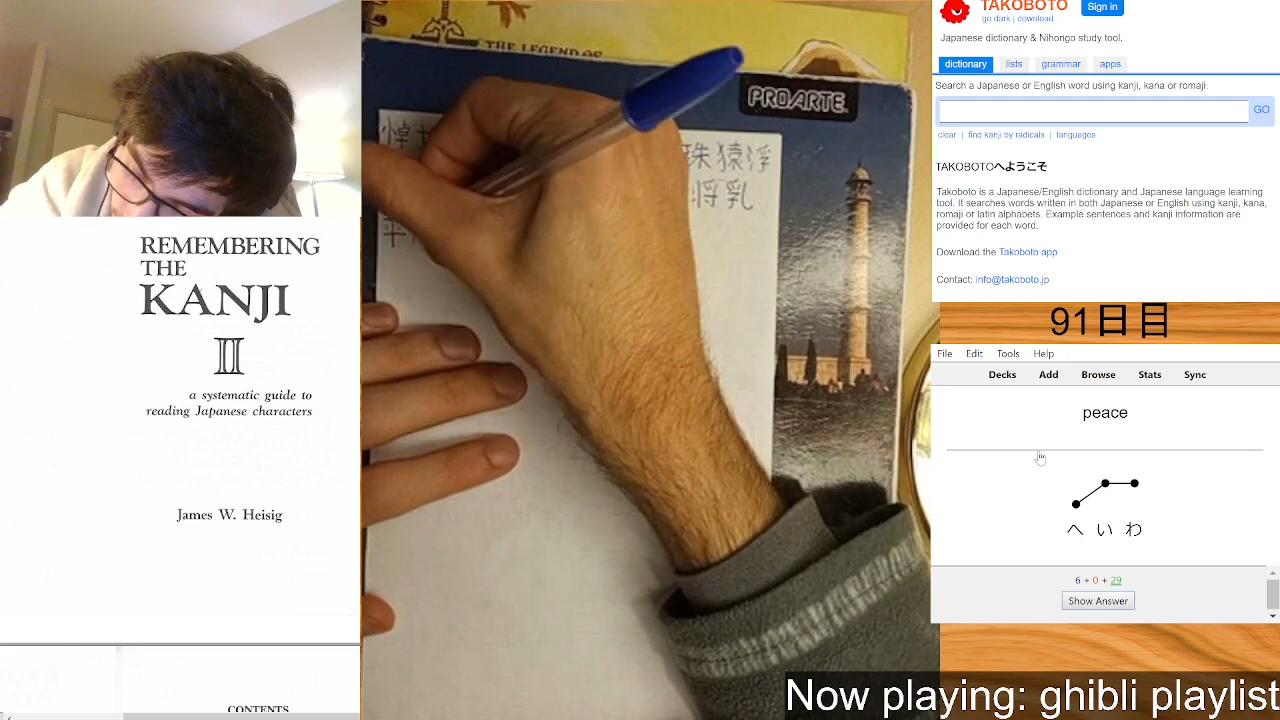 REMEMBERING
THE
KANJI
II
a systematic guide to
reading Japanese characters
James W. Heisig
CONTENTS
THE LEGEND OF
PRO/ARTE
悼
珠猿浮
将乳
平
TAKOBOTO
Sign in
go dark | download
Japanese dictionary & Nihongo study tool.
dictionary lists grammar apps
Search a Japanese or English word using kanji, kana or romaji:
GO
clear | find kanji by radicals | languages
TAKOBOTOへようこそ
Takoboto is a Japanese/English dictionary and Japanese language learning
tool. It searches words written in both Japanese or English using kanji, kana,
romaji or latin alphabets. Example sentences and kanji information are
provided for each word.
Download the Takoboto app
Contact: info@takoboto.jp
91日目
File Edit Tools Help
Decks Add Browse Stats Sync
peace
へいわ
6 + 0 + 29
Show Answer
Now playing: ghibli playlist